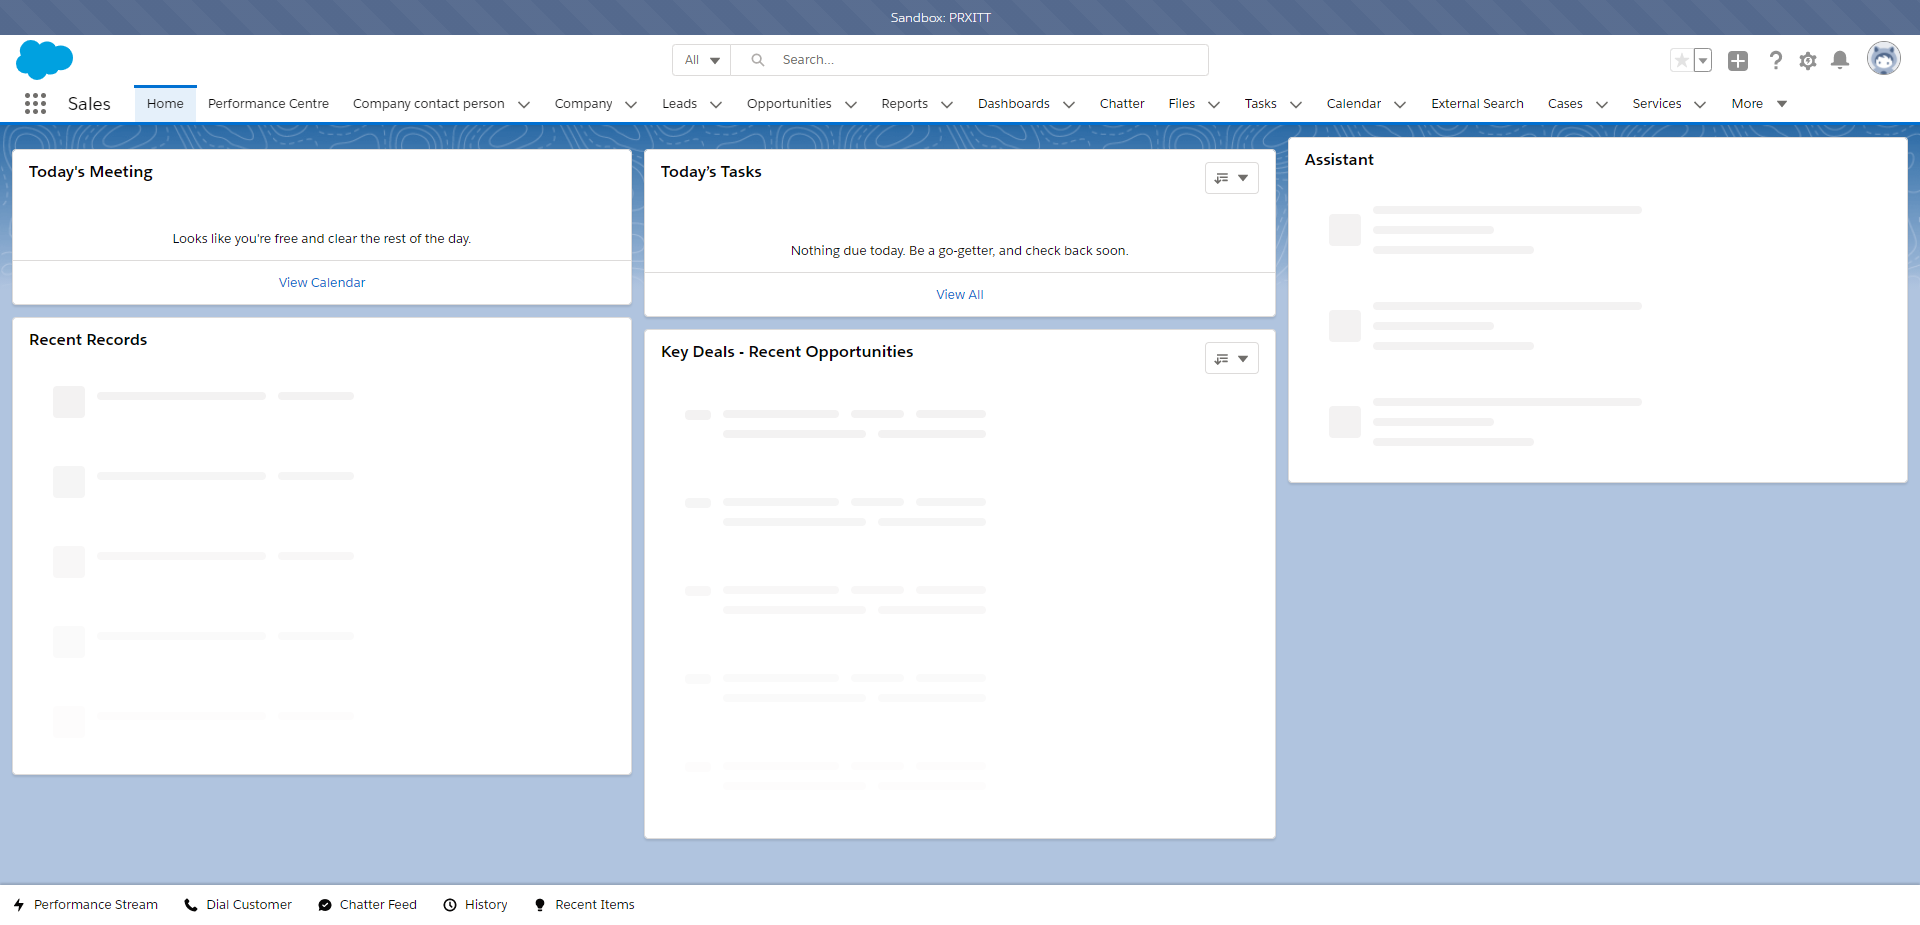 Sandbox: PRXITT
All
Search...
Sales
Home
Performance Centre
Company contact person
Company
Leads
Opportunities
Reports
Dashboards
Chatter
Files
Tasks
Calendar
External Search
Cases
Services
More
Today's Meeting
Looks like you're free and clear the rest of the day.
View Calendar
Recent Records
Today’s Tasks
Nothing due today. Be a go-getter, and check back soon.
View All
Key Deals - Recent Opportunities
Assistant
Performance Stream
Dial Customer
Chatter Feed
History
Recent Items